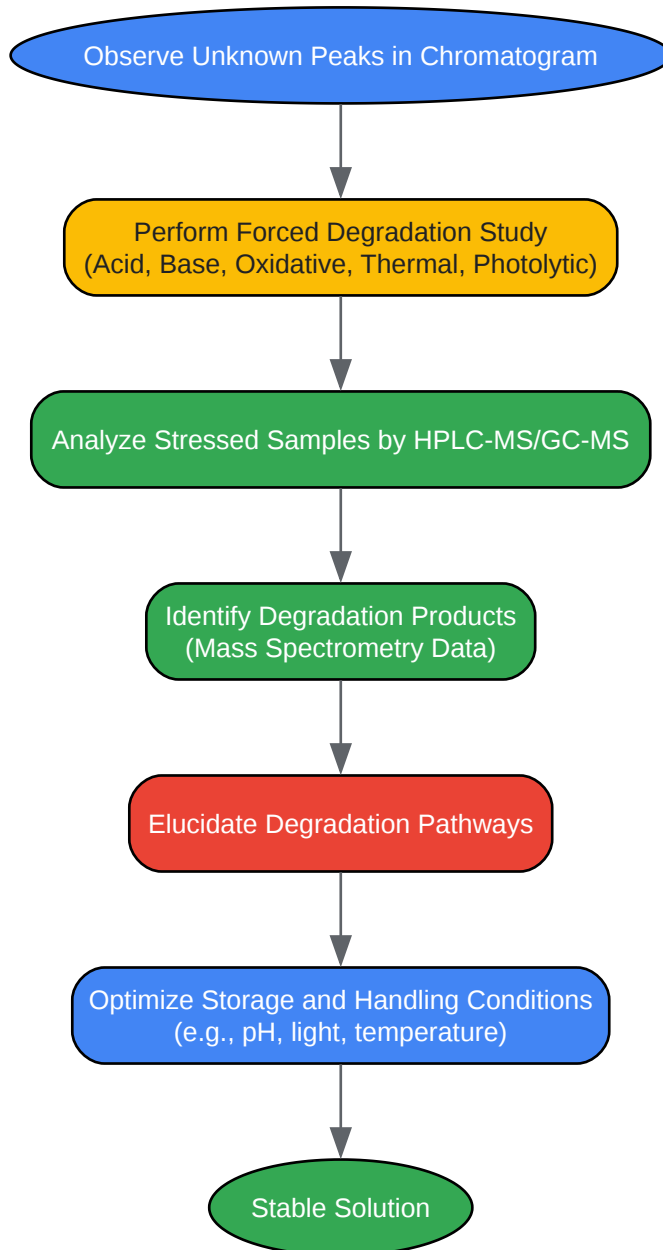 Observe Unknown Peaks in Chromatogram
Perform Forced Degradation Study
(Acid, Base, Oxidative, Thermal, Photolytic)
Analyze Stressed Samples by HPLC-MS/GC-MS
Identify Degradation Products
(Mass Spectrometry Data)
Elucidate Degradation Pathways
Optimize Storage and Handling Conditions
(e.g., pH, light, temperature)
Stable Solution